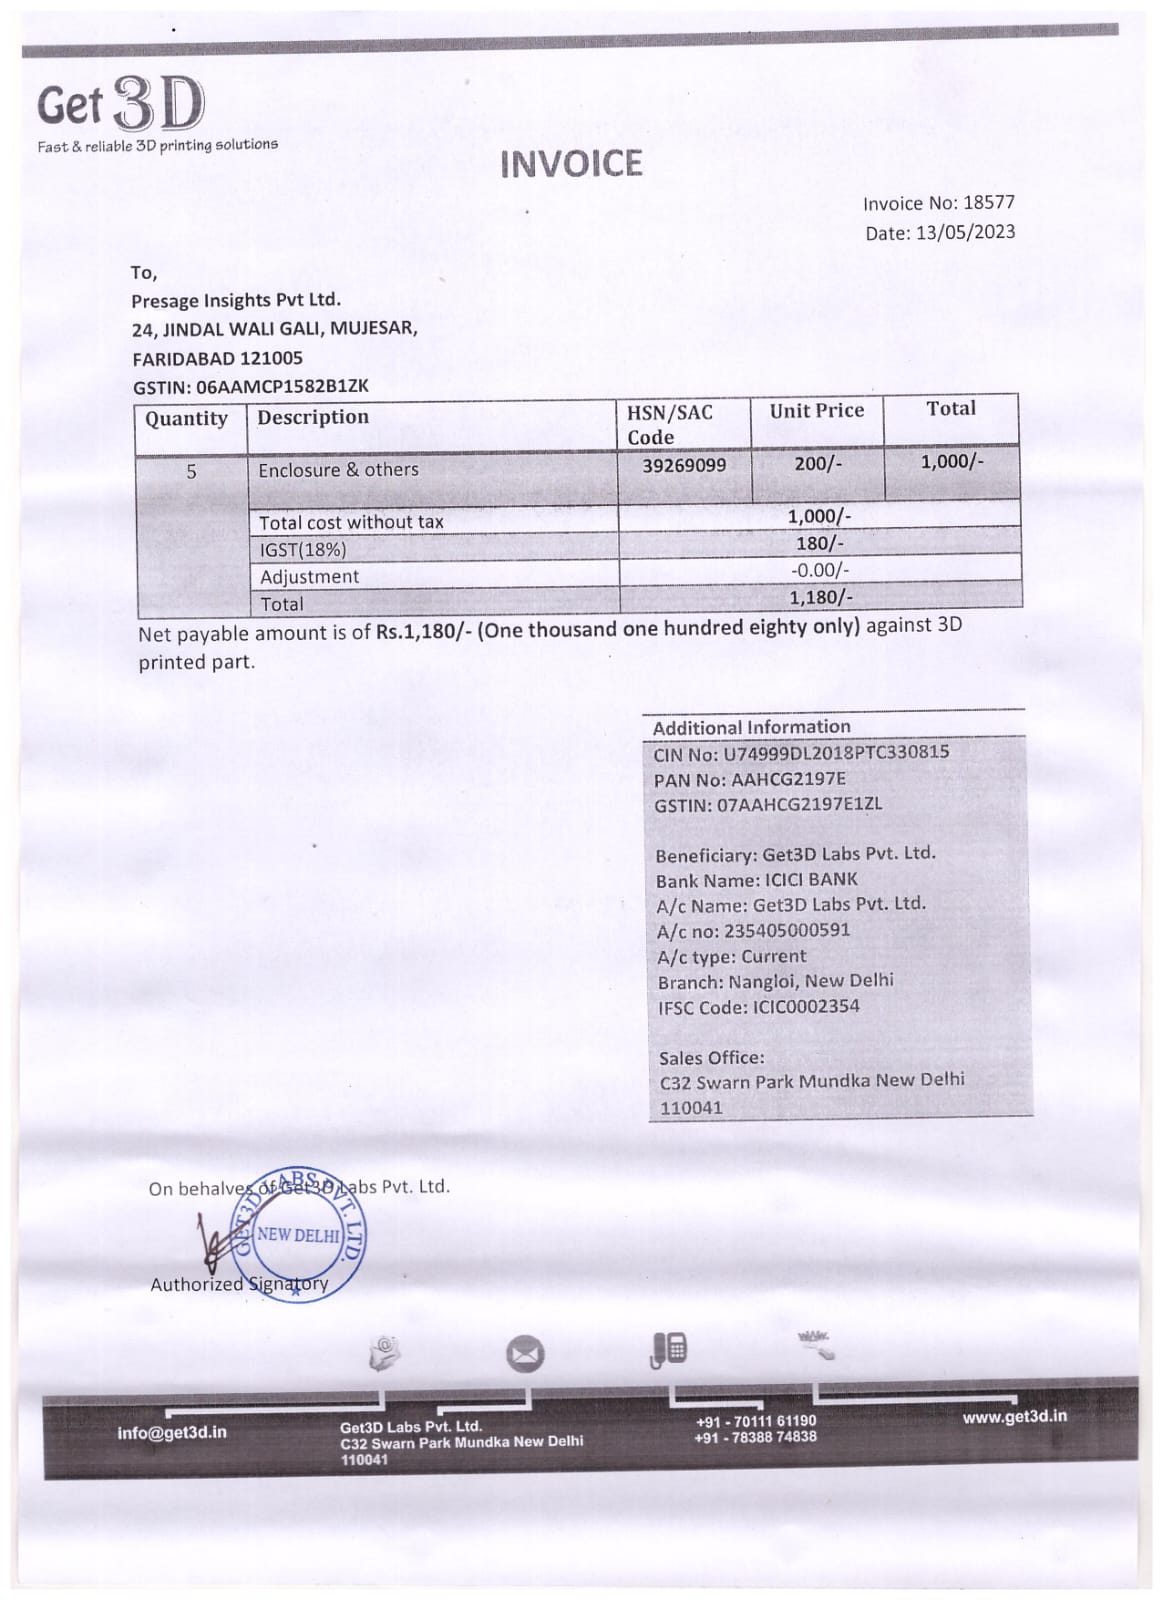 Get 3D
Fast & reliable 3D printing solutions
INVOICE
Invoice No: 18577
Date: 13/05/2023
To,
Presage Insights Pvt Ltd.
24, JINDAL WALI GALI, MUJESAR,
FARIDABAD 121005
GSTIN: 06AAMCP1582B1ZK
Quantity Description HSN/SAC Code Unit Price Total
5 Enclosure & others 39269099 200/- 1,000/-
Total cost without tax 1,000/-
IGST(18%) 180/-
Adjustment -0.00/-
Total 1,180/-
Net payable amount is of Rs.1,180/- (One thousand one hundred eighty only) against 3D
printed part.
Additional Information
CIN No: U74999DL2018PTC330815
PAN No: AAHCG2197E
GSTIN: 07AAHCG2197E1ZL
Beneficiary: Get3D Labs Pvt. Ltd.
Bank Name: ICICI BANK
A/c Name: Get3D Labs Pvt. Ltd.
A/c no: 235405000591
A/c type: Current
Branch: Nangloi, New Delhi
IFSC Code: ICIC0002354
Sales Office:
C32 Swarn Park Mundka New Delhi
110041
On behalves of Get3D Labs Pvt. Ltd.
GET3D LABS PVT. LTD.
NEW DELHI
Authorized Signatory
www.
info@get3d.in
Get3D Labs Pvt. Ltd.
C32 Swarn Park Mundka New Delhi
110041
+91 - 70111 61190
+91 - 78388 74838
www.get3d.in